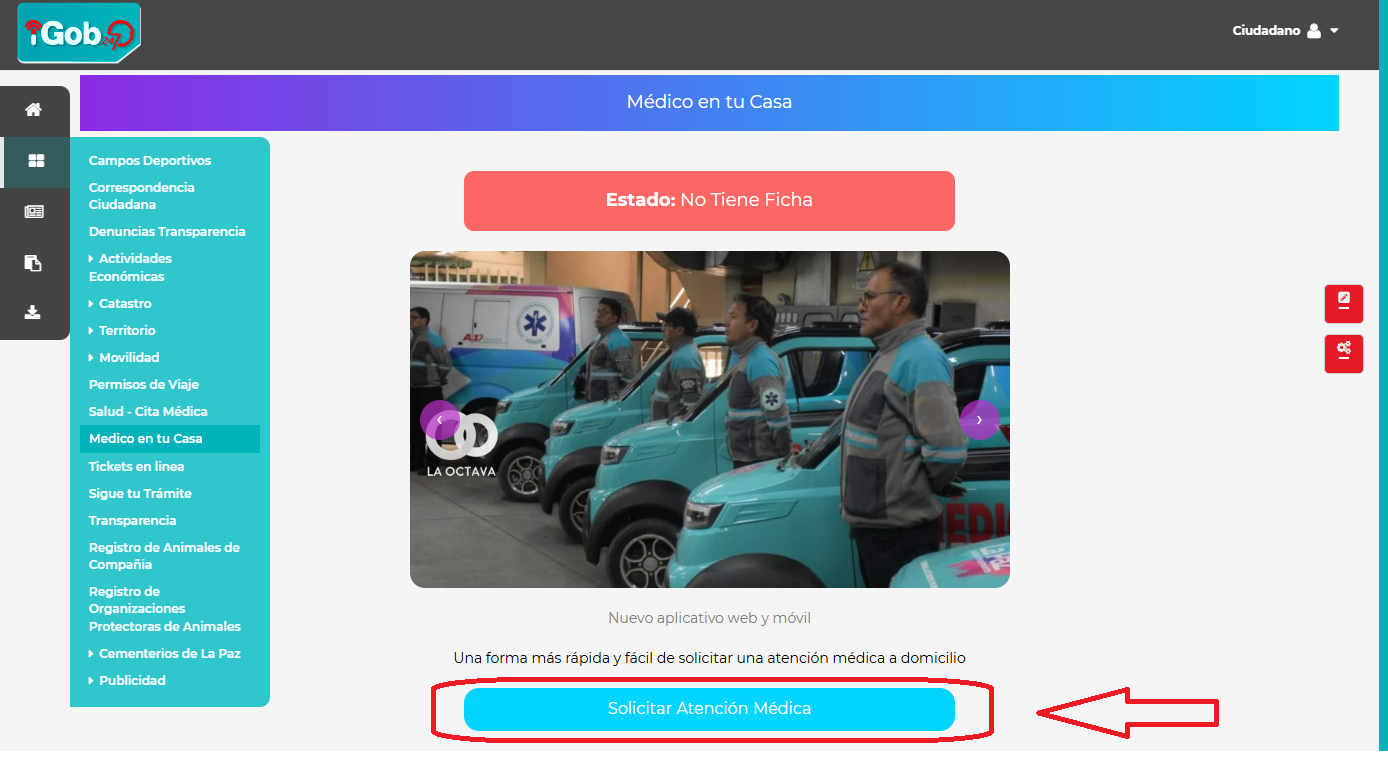 iGob 24/7
Ciudadano
Médico en tu Casa
Campos Deportivos
Correspondencia
Ciudadana
Denuncias Transparencia
Actividades
Económicas
Catastro
Territorio
Movilidad
Permisos de Viaje
Salud - Cita Médica
Medico en tu Casa
Tickets en linea
Sigue tu Trámite
Transparencia
Registro de Animales de
Compañia
Registro de
Organizaciones
Protectoras de Animales
Cementerios de La Paz
Publicidad
Estado: No Tiene Ficha
LA OCTAVA
Nuevo aplicativo web y móvil
Una forma más rápida y fácil de solicitar una atención médica a domicilio
Solicitar Atención Médica